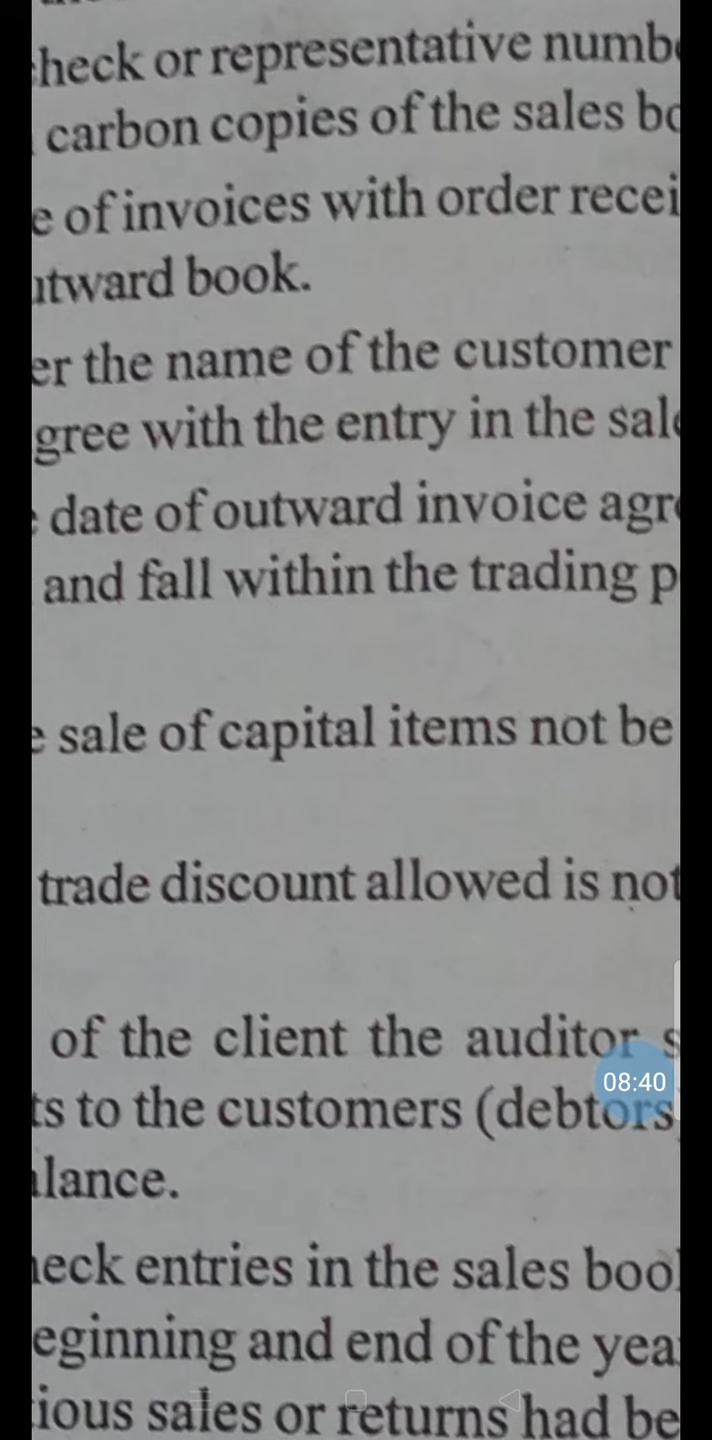 heck or representative numb
carbon copies of the sales bo
e of invoices with order recei
tward book.
er the name of the customer
gree with the entry in the sale
date of outward invoice agre
and fall within the trading p
e sale of capital items not be
trade discount allowed is not
of the client the auditor s
08:40
ts to the customers (debtors
lance.
eck entries in the sales boo
eginning and end of the yea
ious sales or returns had be